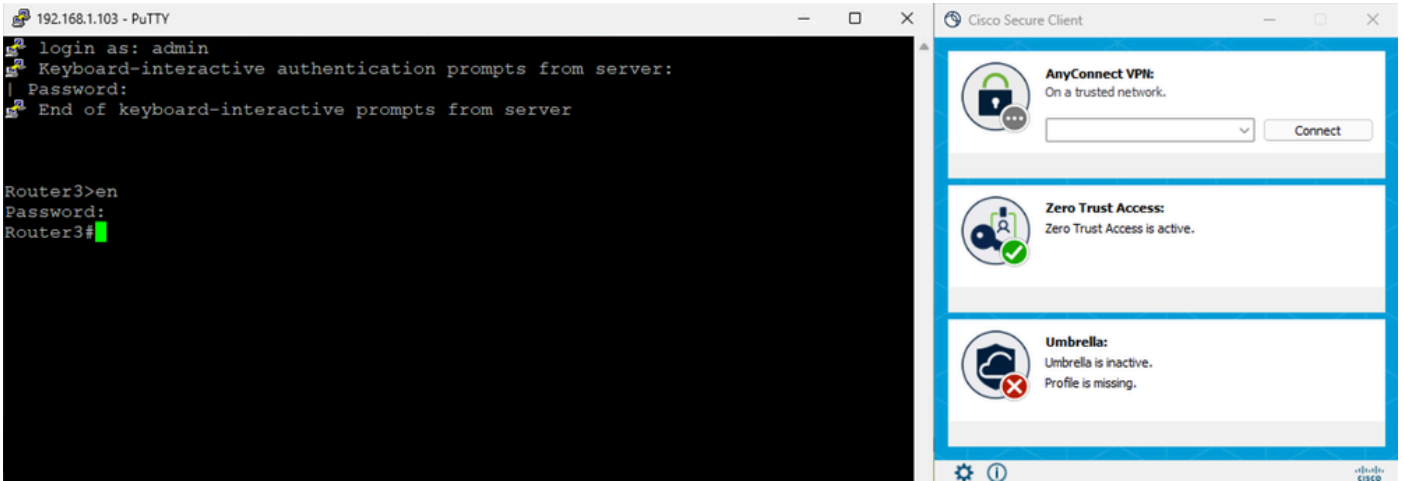 192.168.1.103 - PuTTY
login as: admin
Keyboard-interactive authentication prompts from server:
| Password:
End of keyboard-interactive prompts from server
Router3>en
Password:
Router3#
Cisco Secure Client
AnyConnect VPN:
On a trusted network.
Connect
Zero Trust Access:
Zero Trust Access is active.
Umbrella:
Umbrella is inactive.
Profile is missing.
CISCO